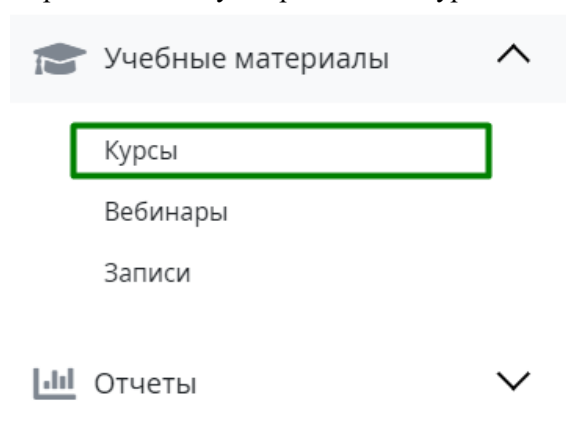 Учебные материалы
Курсы
Вебинары
Записи
Отчеты